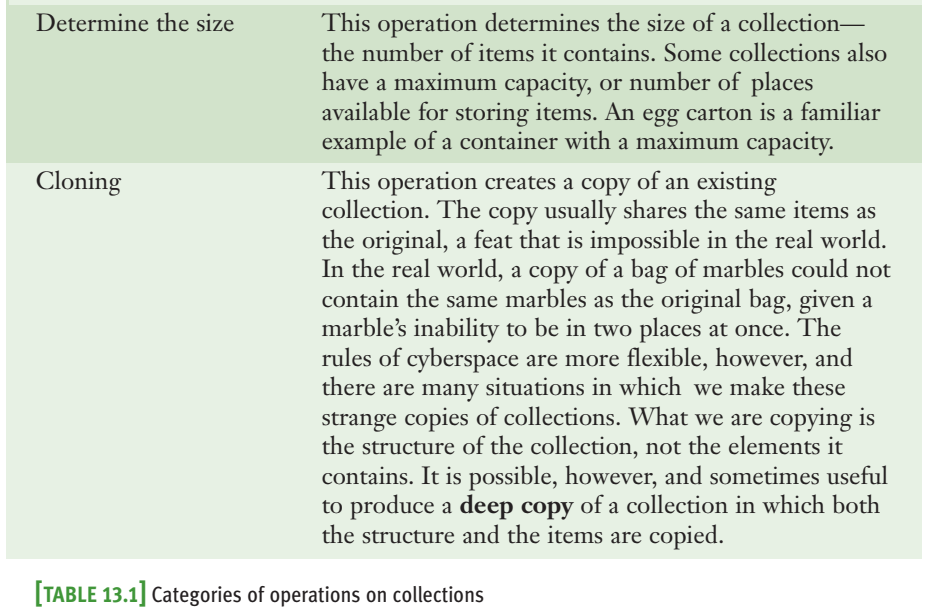 Determine the size This operation determines the size of a collection—
the number of items it contains. Some collections also
have a maximum capacity, or number of places
available for storing items. An egg carton is a familiar
example of a container with a maximum capacity.
Cloning This operation creates a copy of an existing
collection. The copy usually shares the same items as
the original, a feat that is impossible in the real world.
In the real world, a copy of a bag of marbles could not
contain the same marbles as the original bag, given a
marble's inability to be in two places at once. The
rules of cyberspace are more flexible, however, and
there are many situations in which we make these
strange copies of collections. What we are copying is
the structure of the collection, not the elements it
contains. It is possible, however, and sometimes useful
to produce a deep copy of a collection in which both
the structure and the items are copied.
[TABLE 13.1] Categories of operations on collections